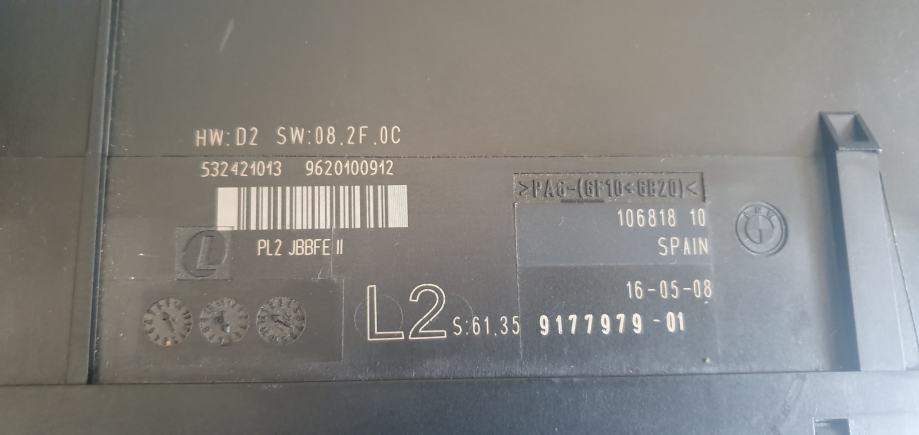 HW:D2 SW:08.2F.0C
532421013 9620100912
>PA6-(GF10+GB20)<
106818 10
SPAIN
PL2 JBBFE II
L
16-05-08
L2 S:61.35 9177979-01